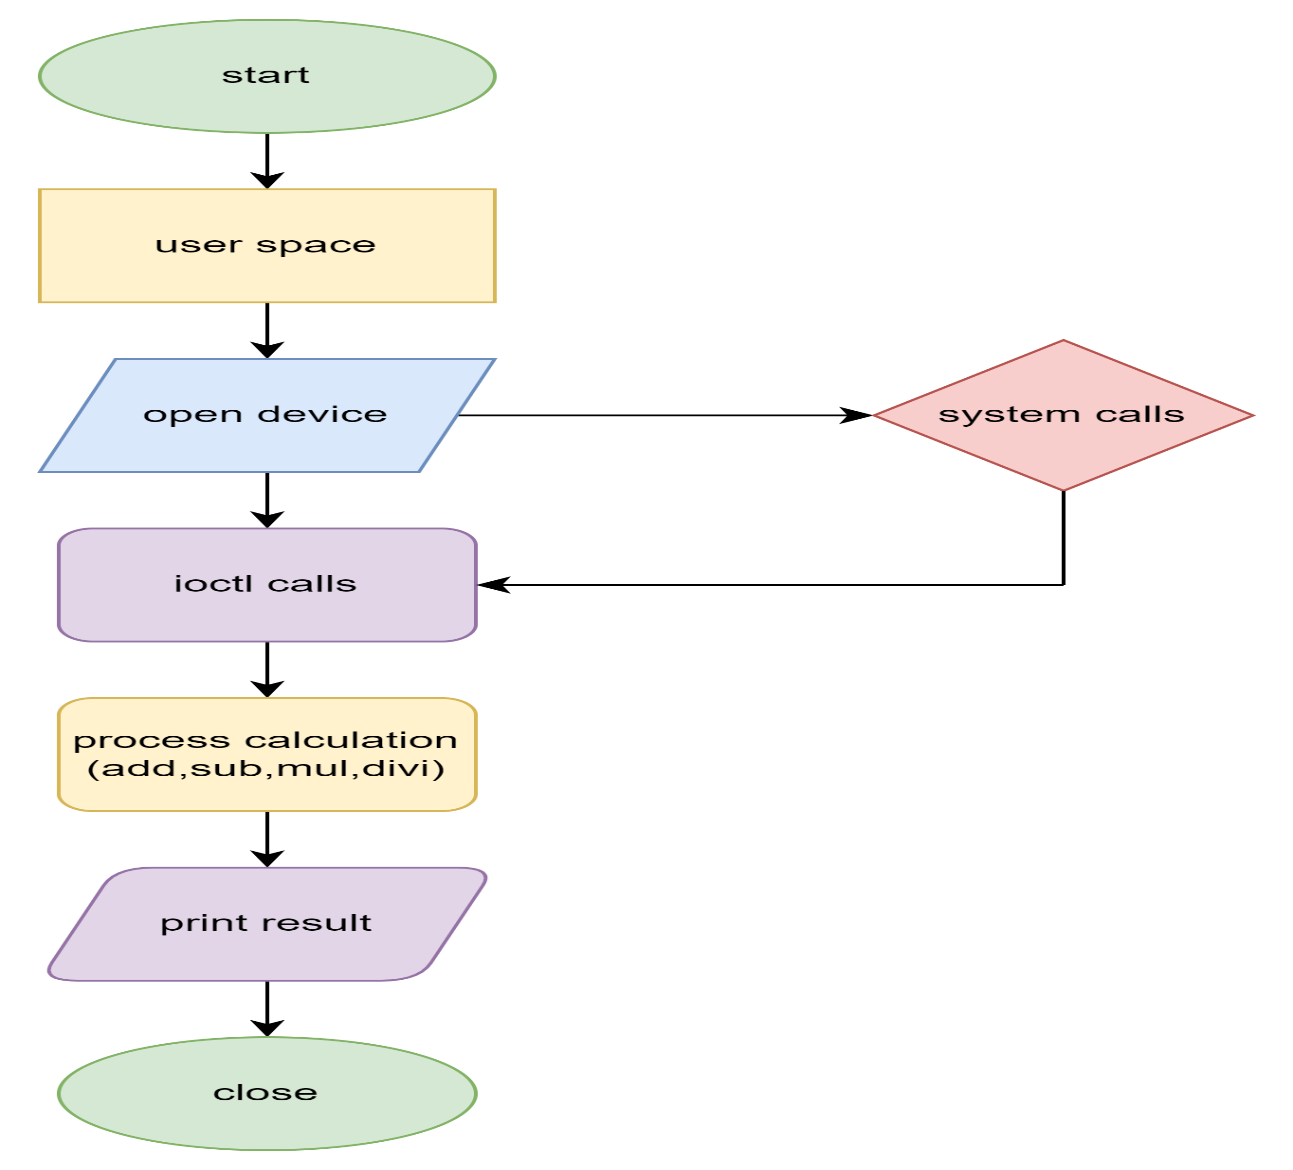 start
user space
open device
system calls
ioctl calls
process calculation
(add,sub,mul,divi)
print result
close